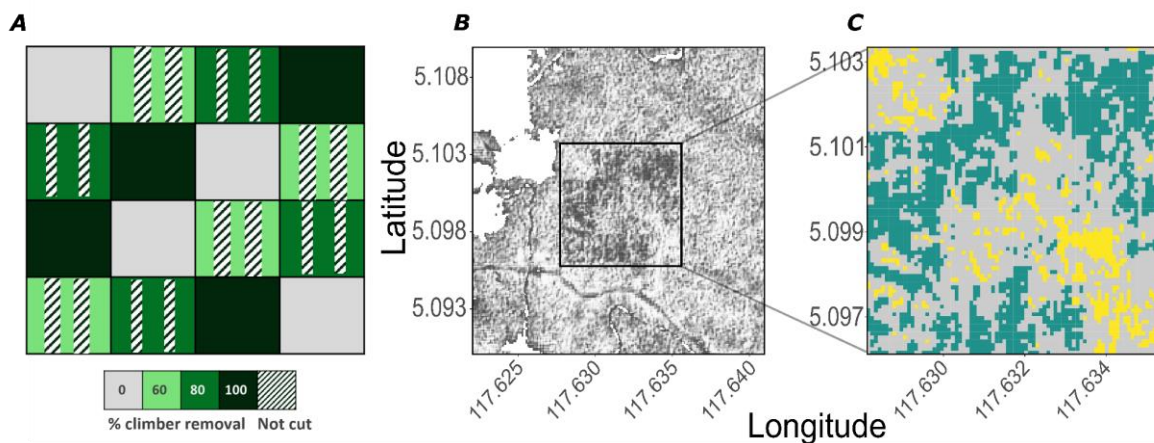 A
0 60 80 100
% climber removal Not cut
B
Latitude
5.108
5.103
5.098
5.093
117.625 117.630 117.635 117.640
Longitude
C
5.103
5.101
5.099
5.097
117.630 117.632 117.634